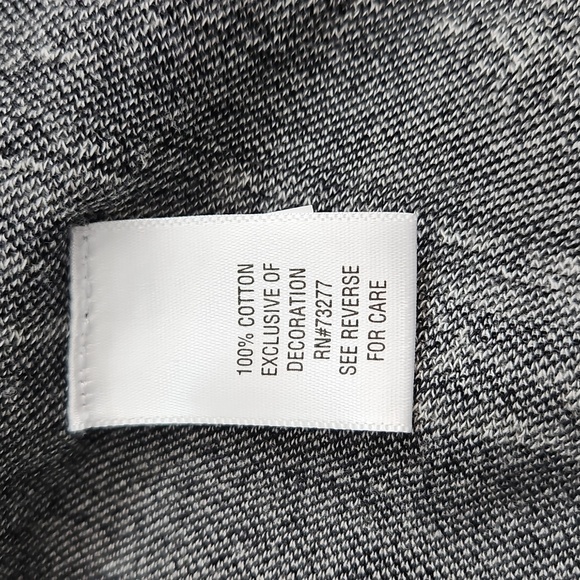 100% COTTON
EXCLUSIVE OF
DECORATION
RN#73277
SEE REVERSE
FOR CARE